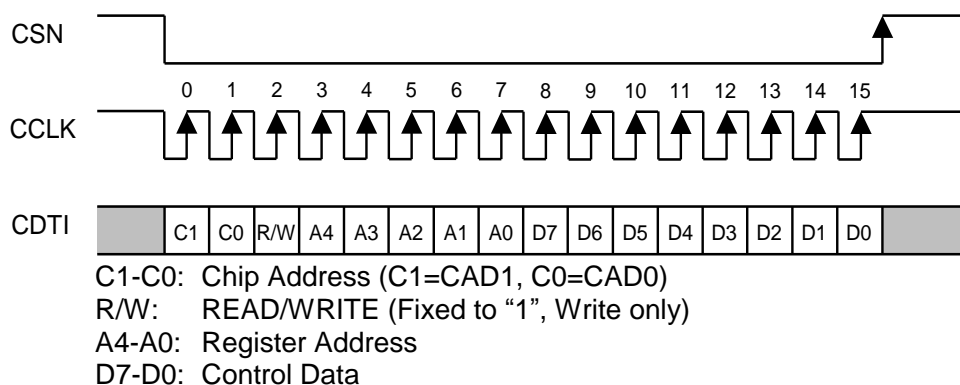 CSN
0 1 2 3 4 5 6 7 8 9 10 11 12 13 14 15
CCLK
CDTI
C1 C0 R/W A4 A3 A2 A1 A0 D7 D6 D5 D4 D3 D2 D1 D0
C1-C0: Chip Address (C1=CAD1, C0=CAD0)
R/W: READ/WRITE (Fixed to “1”, Write only)
A4-A0: Register Address
D7-D0: Control Data